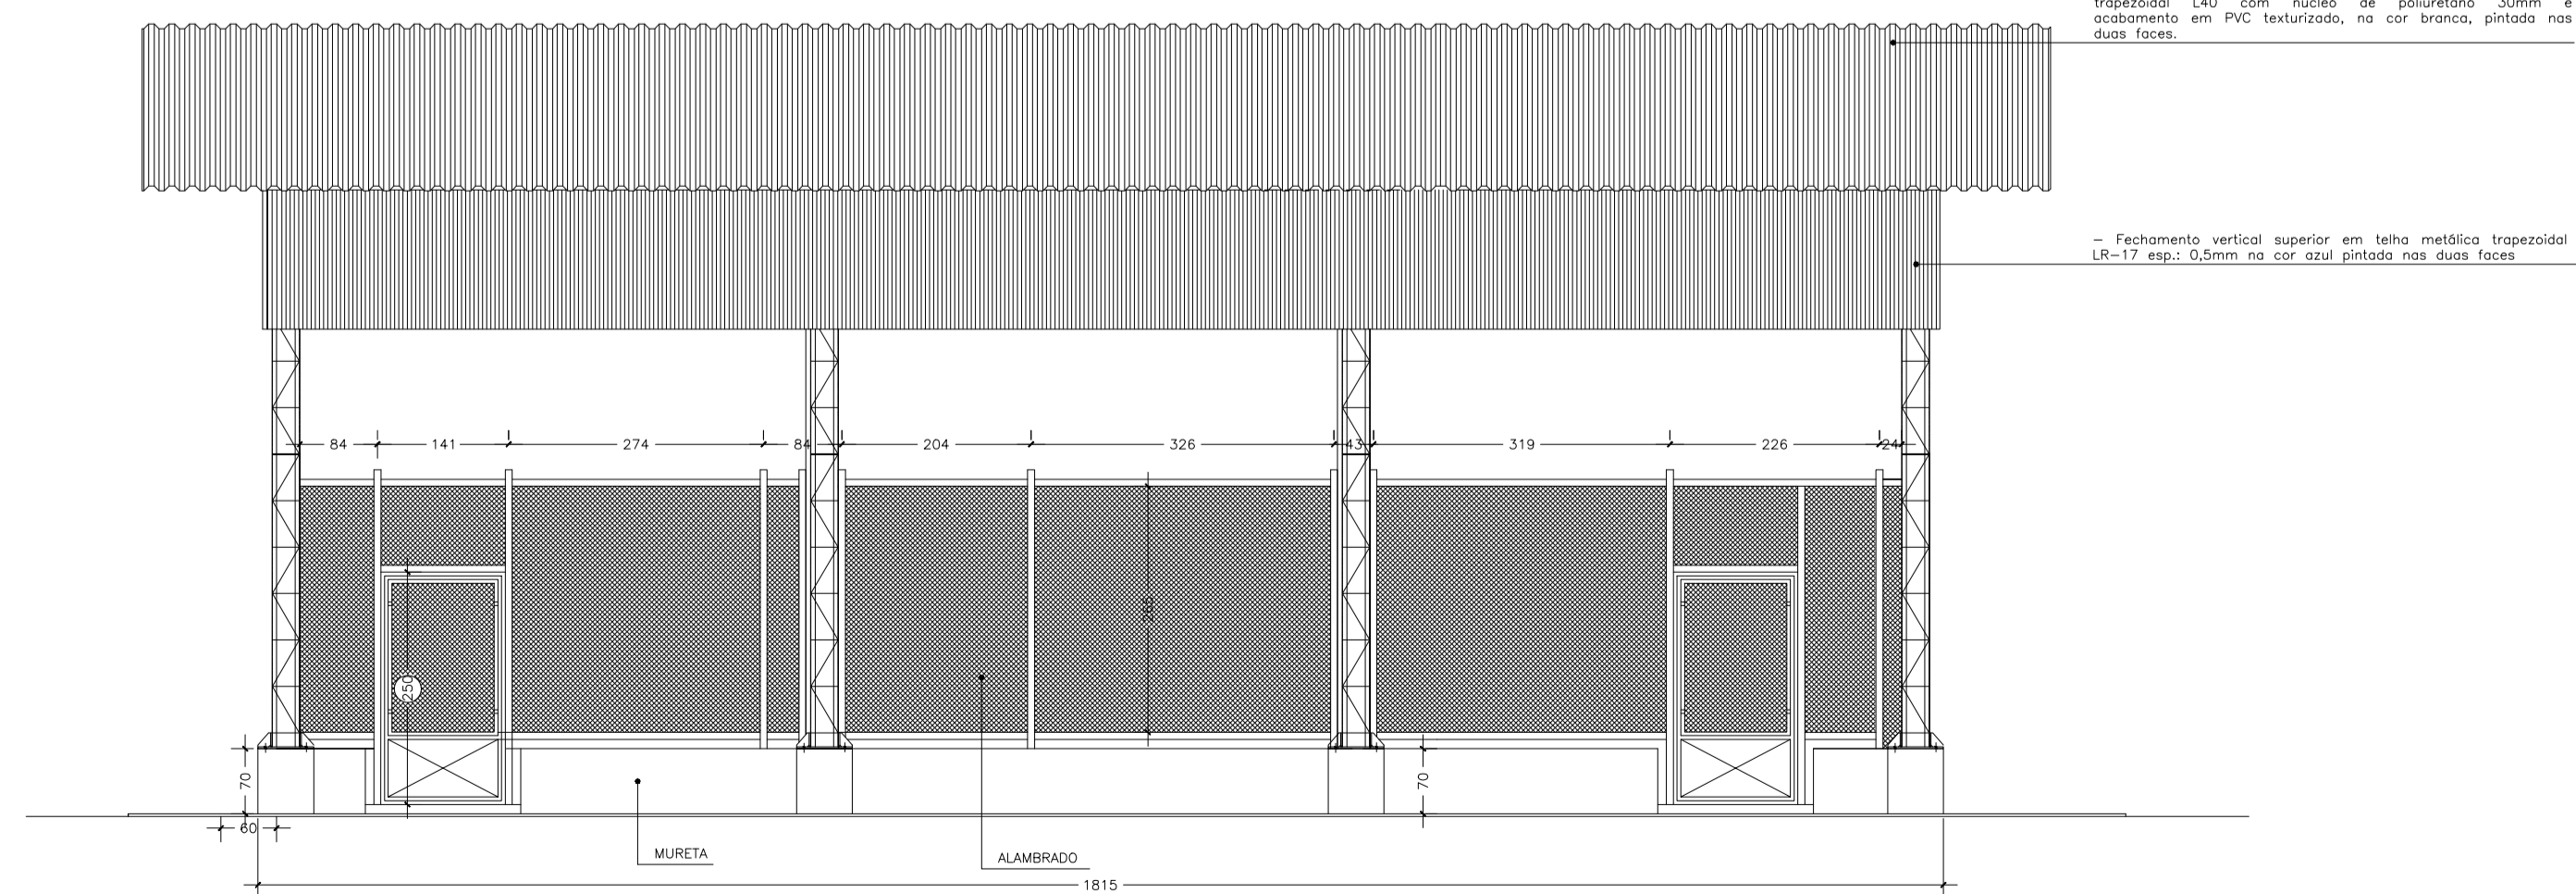 trapezoidal L40 com núcleo de poliuretano 30mm e
acabamento em PVC texturizado, na cor branca, pintada nas
duas faces.
- Fechamento vertical superior em telha metálica trapezoidal
LR-17 esp.: 0,5mm na cor azul pintada nas duas faces
84 141 274 84 204 326 43 319 226 24
265
250
70 70
60
MURETA
ALAMBRADO
1815